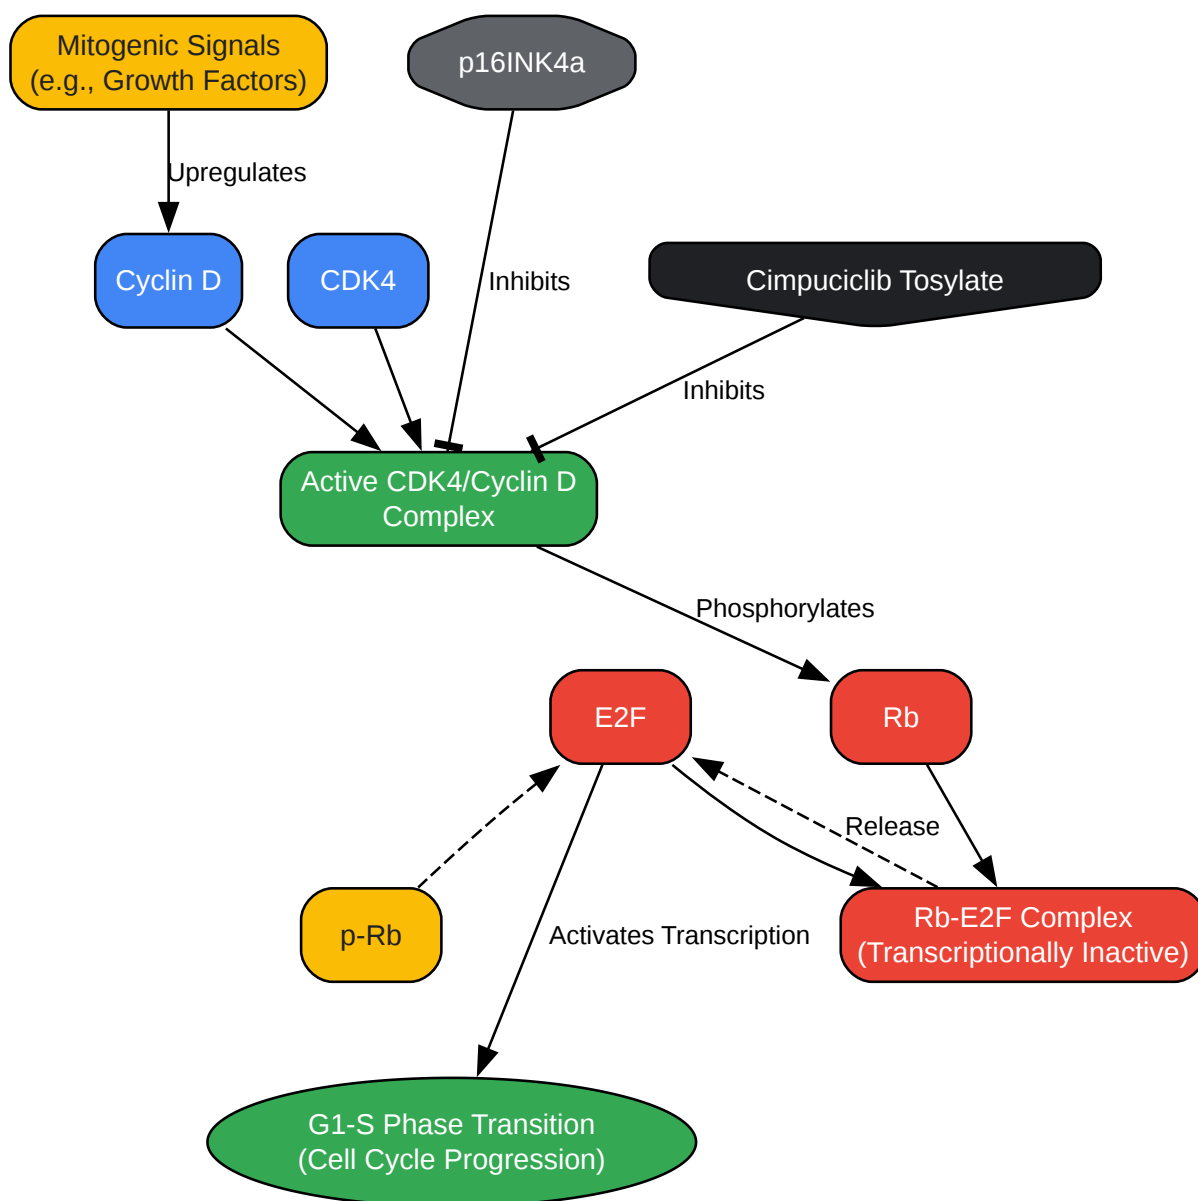 Mitogenic Signals
(e.g., Growth Factors)
p16INK4a
Upregulates
Cyclin D
CDK4
Inhibits
Cimpuciclib Tosylate
Inhibits
Active CDK4/Cyclin D
Complex
Phosphorylates
E2F
Rb
Release
p-Rb
Activates Transcription
Rb-E2F Complex
(Transcriptionally Inactive)
G1-S Phase Transition
(Cell Cycle Progression)